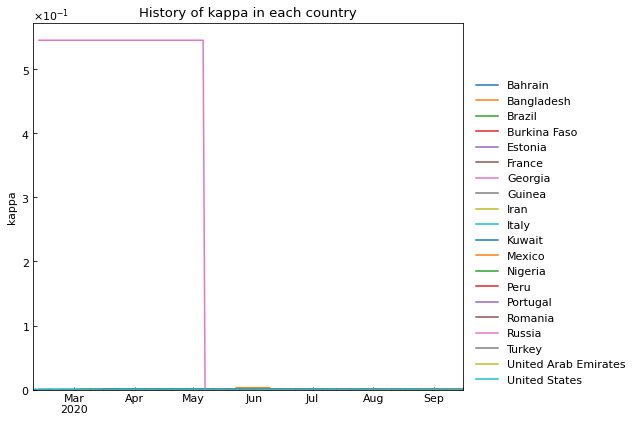 History of kappa in each country
×10⁻¹
5
4
3
2
1
0
kappa
Mar
2020
Apr
May
Jun
Jul
Aug
Sep
Bahrain
Bangladesh
Brazil
Burkina Faso
Estonia
France
Georgia
Guinea
Iran
Italy
Kuwait
Mexico
Nigeria
Peru
Portugal
Romania
Russia
Turkey
United Arab Emirates
United States